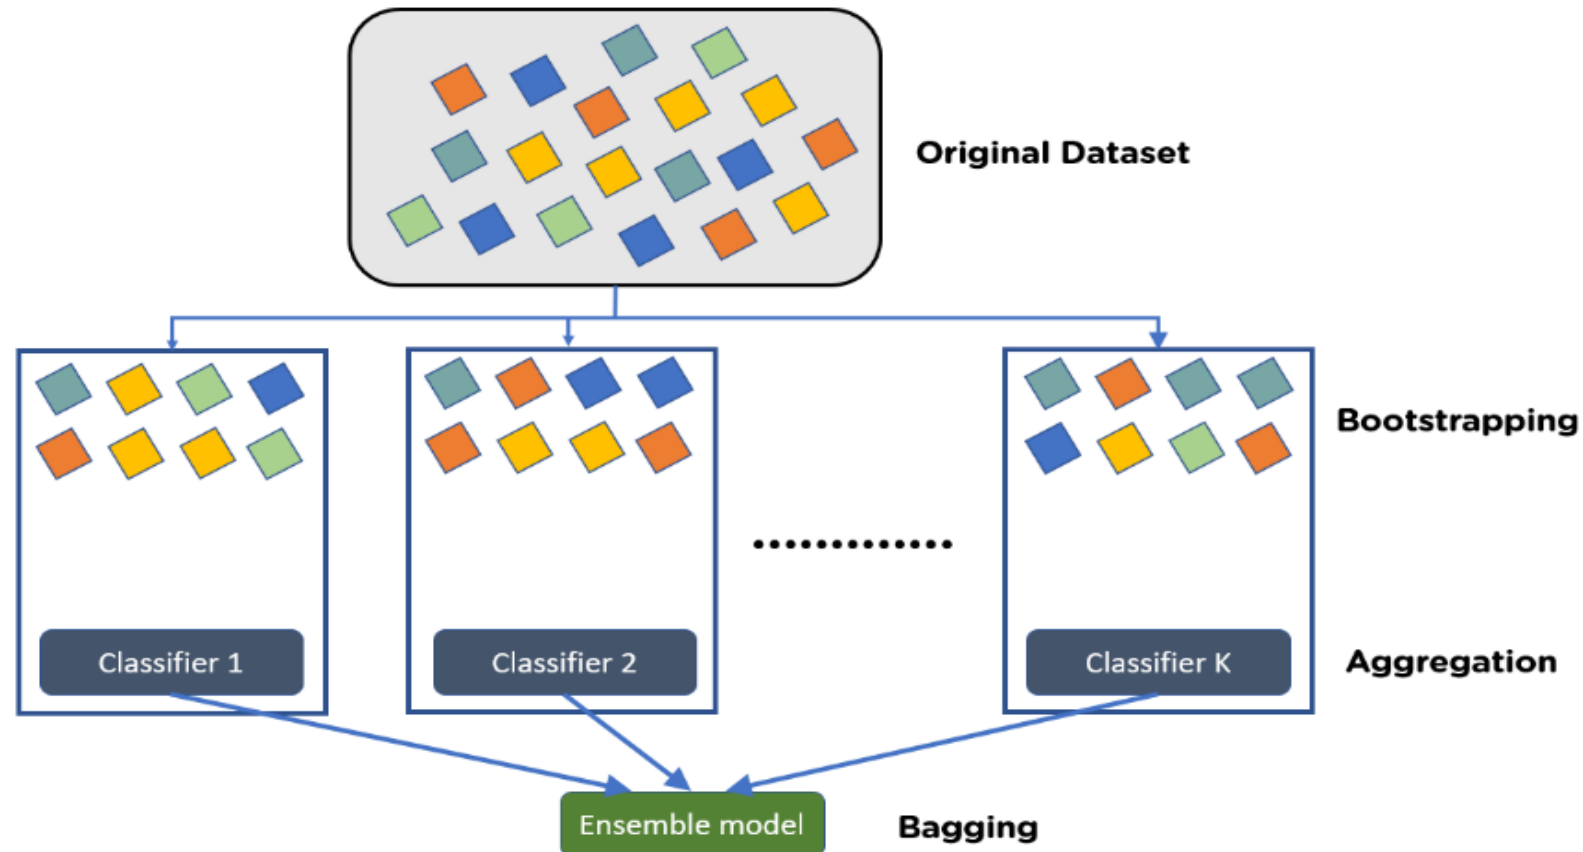 Original Dataset
Bootstrapping
Classifier 1
Classifier 2
Classifier K
Aggregation
Ensemble model
Bagging